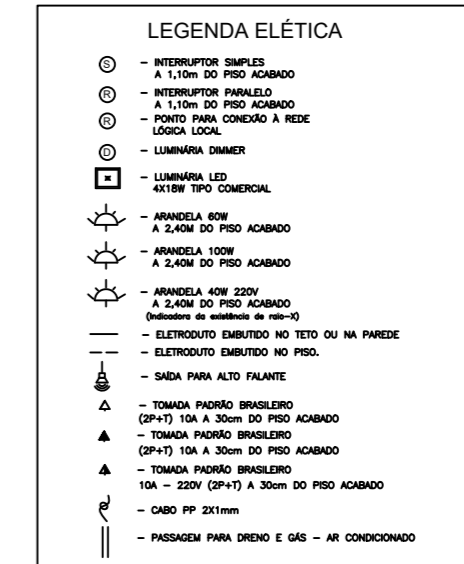 LEGENDA ELÉTICA
S – INTERRUPTOR SIMPLES
A 1,10m DO PISO ACABADO
R – INTERRUPTOR PARALELO
A 1,10m DO PISO ACABADO
R – PONTO PARA CONEXÃO À REDE
LÓGICA LOCAL
D – LUMINÁRIA DIMMER
– LUMINÁRIA LED
4X18W TIPO COMERCIAL
– ARANDELA 60W
A 2,40M DO PISO ACABADO
– ARANDELA 100W
A 2,40M DO PISO ACABADO
– ARANDELA 40W 220V
A 2,40M DO PISO ACABADO
(Indicadora da existência de raio-X)
– ELETRODUTO EMBUTIDO NO TETO OU NA PAREDE
– ELETRODUTO EMBUTIDO NO PISO.
– SAÍDA PARA ALTO FALANTE
– TOMADA PADRÃO BRASILEIRO
(2P+T) 10A A 30cm DO PISO ACABADO
– TOMADA PADRÃO BRASILEIRO
(2P+T) 10A A 30cm DO PISO ACABADO
– TOMADA PADRÃO BRASILEIRO
10A – 220V (2P+T) A 30cm DO PISO ACABADO
– CABO PP 2X1mm
– PASSAGEM PARA DRENO E GÁS – AR CONDICIONADO